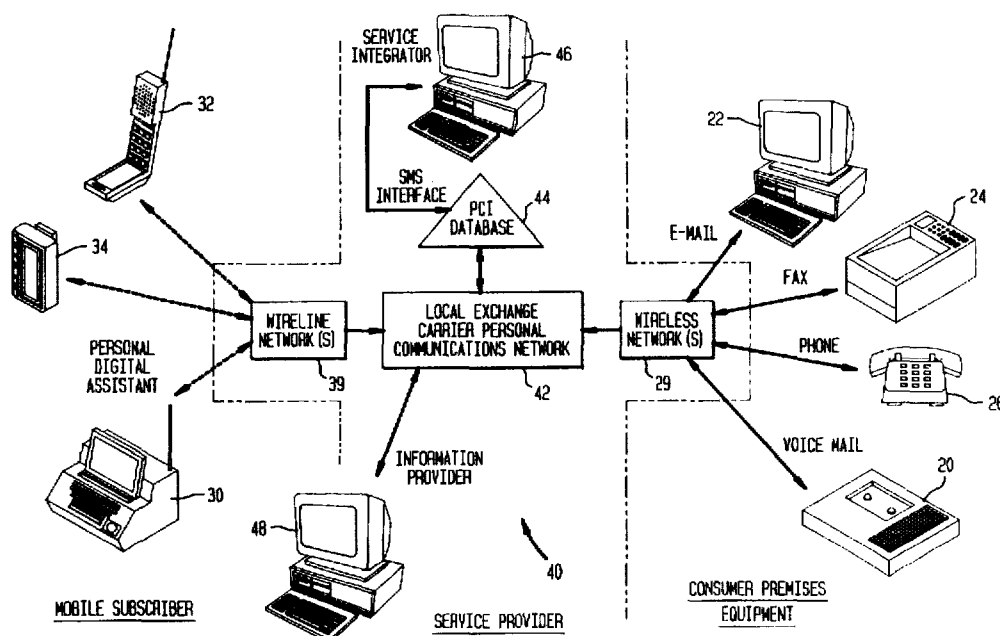 SERVICE
INTEGRATOR
46
32
22
24
SMS
INTERFACE
44
PCI
DATABASE
E-MAIL
34
FAX
WIRELINE
NETWORK(S)
39
LOCAL EXCHANGE
CARRIER PERSONAL
COMMUNICATIONS NETWORK
42
WIRELESS
NETWORK(S)
29
PHONE
26
PERSONAL
DIGITAL
ASSISTANT
VOICE MAIL
20
INFORMATION
PROVIDER
30
48
40
MOBILE SUBSCRIBER
SERVICE PROVIDER
CONSUMER PREMISES
EQUIPMENT